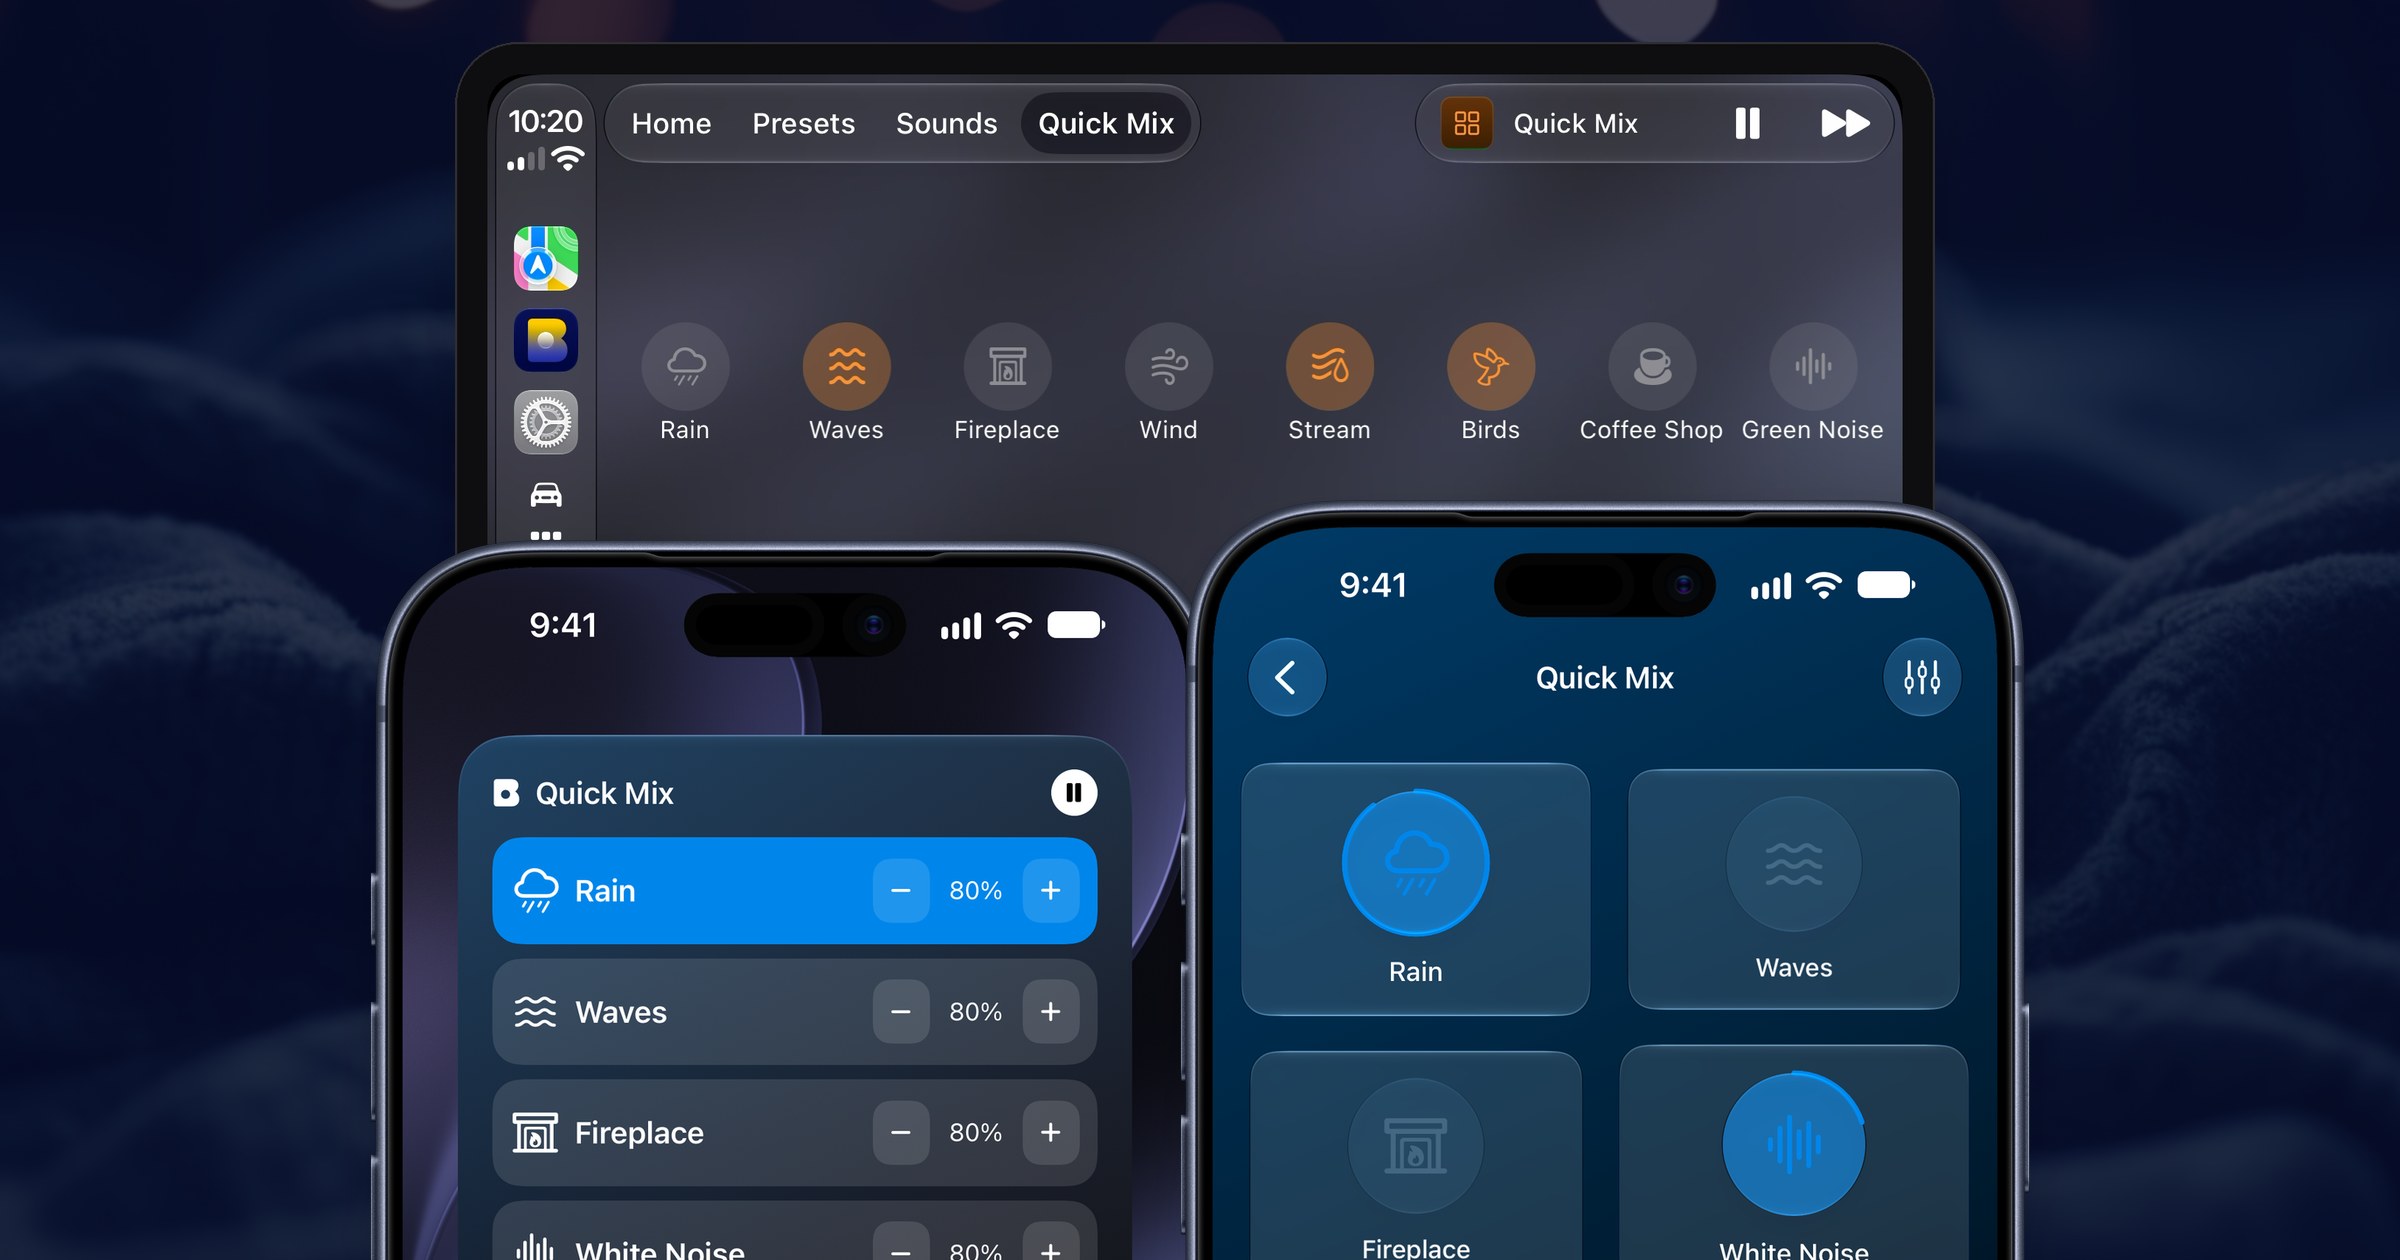 10:20
Home Presets Sounds Quick Mix
Quick Mix
Rain Waves Fireplace Wind Stream Birds Coffee Shop Green Noise
9:41
Quick Mix
Rain 80%
Waves 80%
Fireplace 80%
White Noise 80%
9:41
Quick Mix
Rain Waves
Fireplace White Noise